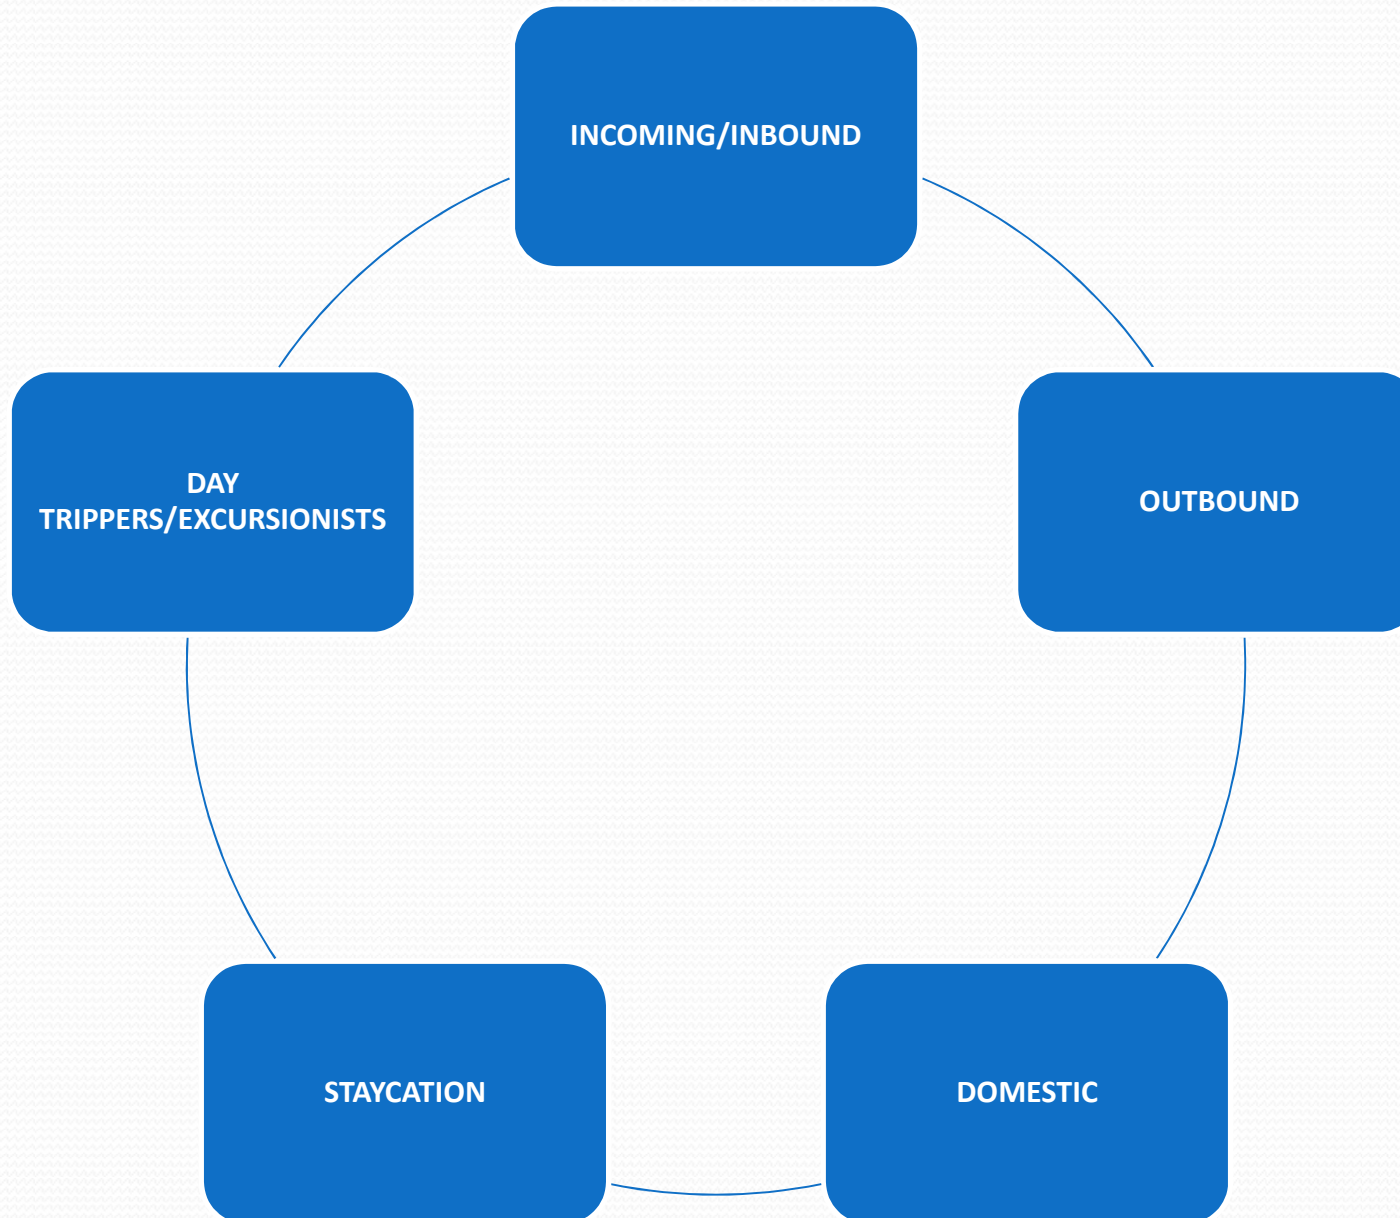 INCOMING/INBOUND
OUTBOUND
DOMESTIC
STAYCATION
DAY
TRIPPERS/EXCURSIONISTS